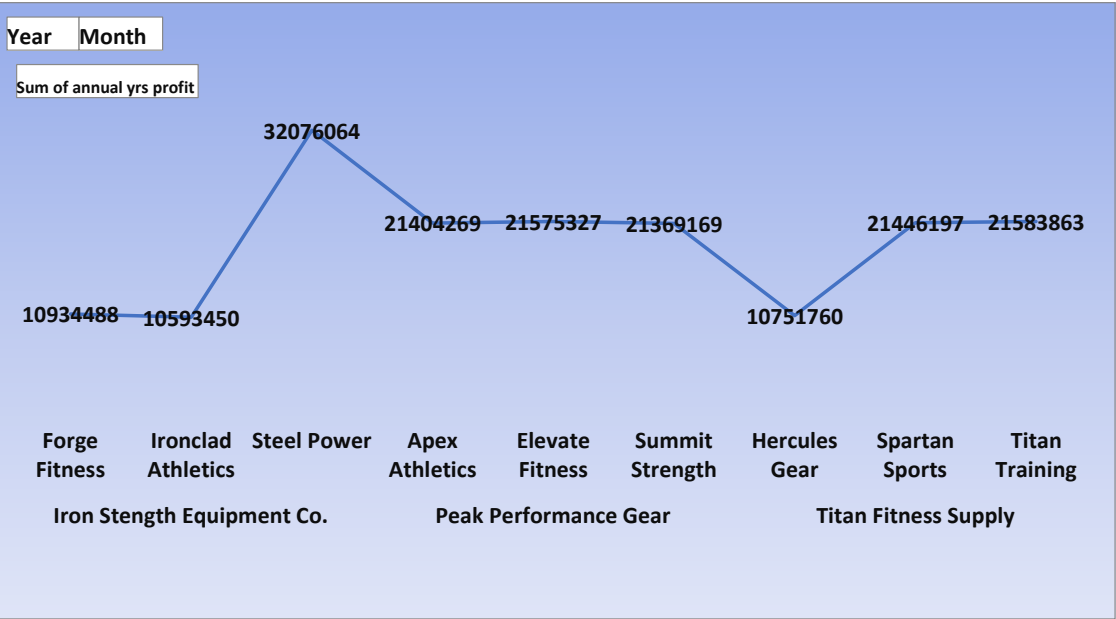 Year Month
Sum of annual yrs profit
32076064
21404269 21575327 21369169 21446197 21583863
10934488 10593450 10751760
Forge Ironclad Steel Power Apex Elevate Summit Hercules Spartan Titan
Fitness Athletics Athletics Fitness Strength Gear Sports Training
Iron Stength Equipment Co. Peak Performance Gear Titan Fitness Supply